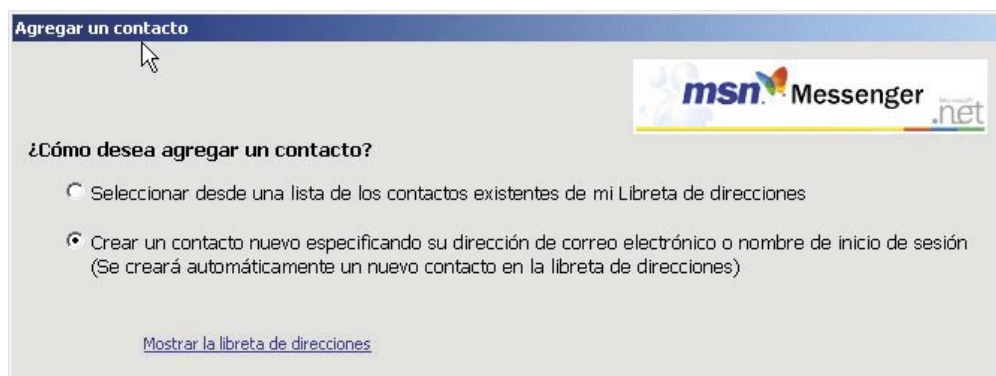 Agregar un contacto
msn Messenger
Microsoft
.net
¿Cómo desea agregar un contacto?
Seleccionar desde una lista de los contactos existentes de mi Libreta de direcciones
Crear un contacto nuevo especificando su dirección de correo electrónico o nombre de inicio de sesión
(Se creará automáticamente un nuevo contacto en la libreta de direcciones)
Mostrar la libreta de direcciones